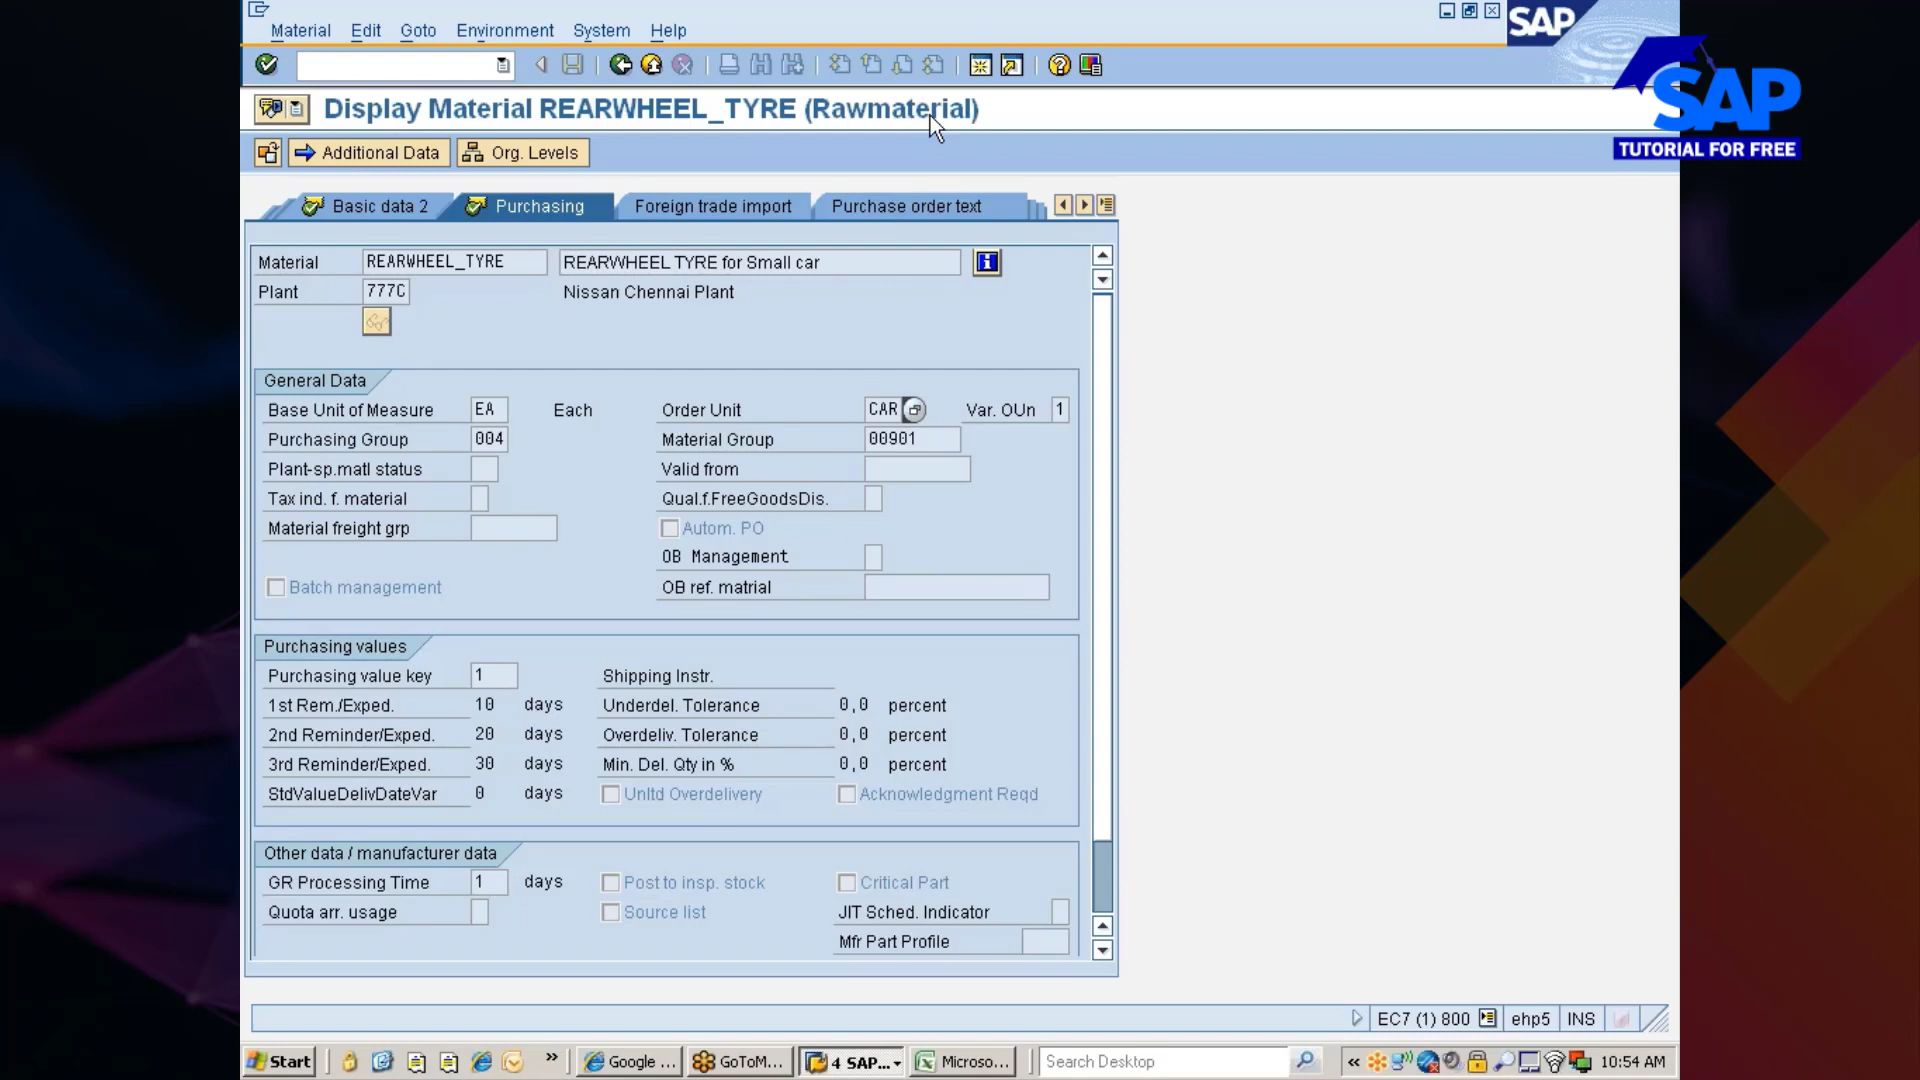 Material Edit Goto Environment System Help
SAP
SAP
TUTORIAL FOR FREE
Display Material REARWHEEL_TYRE (Rawmaterial)
Additional Data Org. Levels
Basic data 2 Purchasing Foreign trade import Purchase order text
Material REARWHEEL_TYRE REARWHEEL TYRE for Small car
Plant 777C Nissan Chennai Plant
General Data
Base Unit of Measure EA Each Order Unit CAR Var. OUn 1
Purchasing Group 004 Material Group 00901
Plant-sp.matl status Valid from
Tax ind. f. material Qual.f.FreeGoodsDis.
Material freight grp Autom. PO
OB Management
Batch management OB ref. matrial
Purchasing values
Purchasing value key 1 Shipping Instr.
1st Rem./Exped. 10 days Underdel. Tolerance 0,0 percent
2nd Reminder/Exped. 20 days Overdeliv. Tolerance 0,0 percent
3rd Reminder/Exped. 30 days Min. Del. Qty in % 0,0 percent
StdValueDelivDateVar 0 days Unltd Overdelivery Acknowledgment Reqd
Other data / manufacturer data
GR Processing Time 1 days Post to insp. stock Critical Part
Quota arr. usage Source list JIT Sched. Indicator
Mfr Part Profile
EC7 (1) 800 ehp5 INS
Start Google ... GoToM... 4 SAP... Microso... Search Desktop 10:54 AM